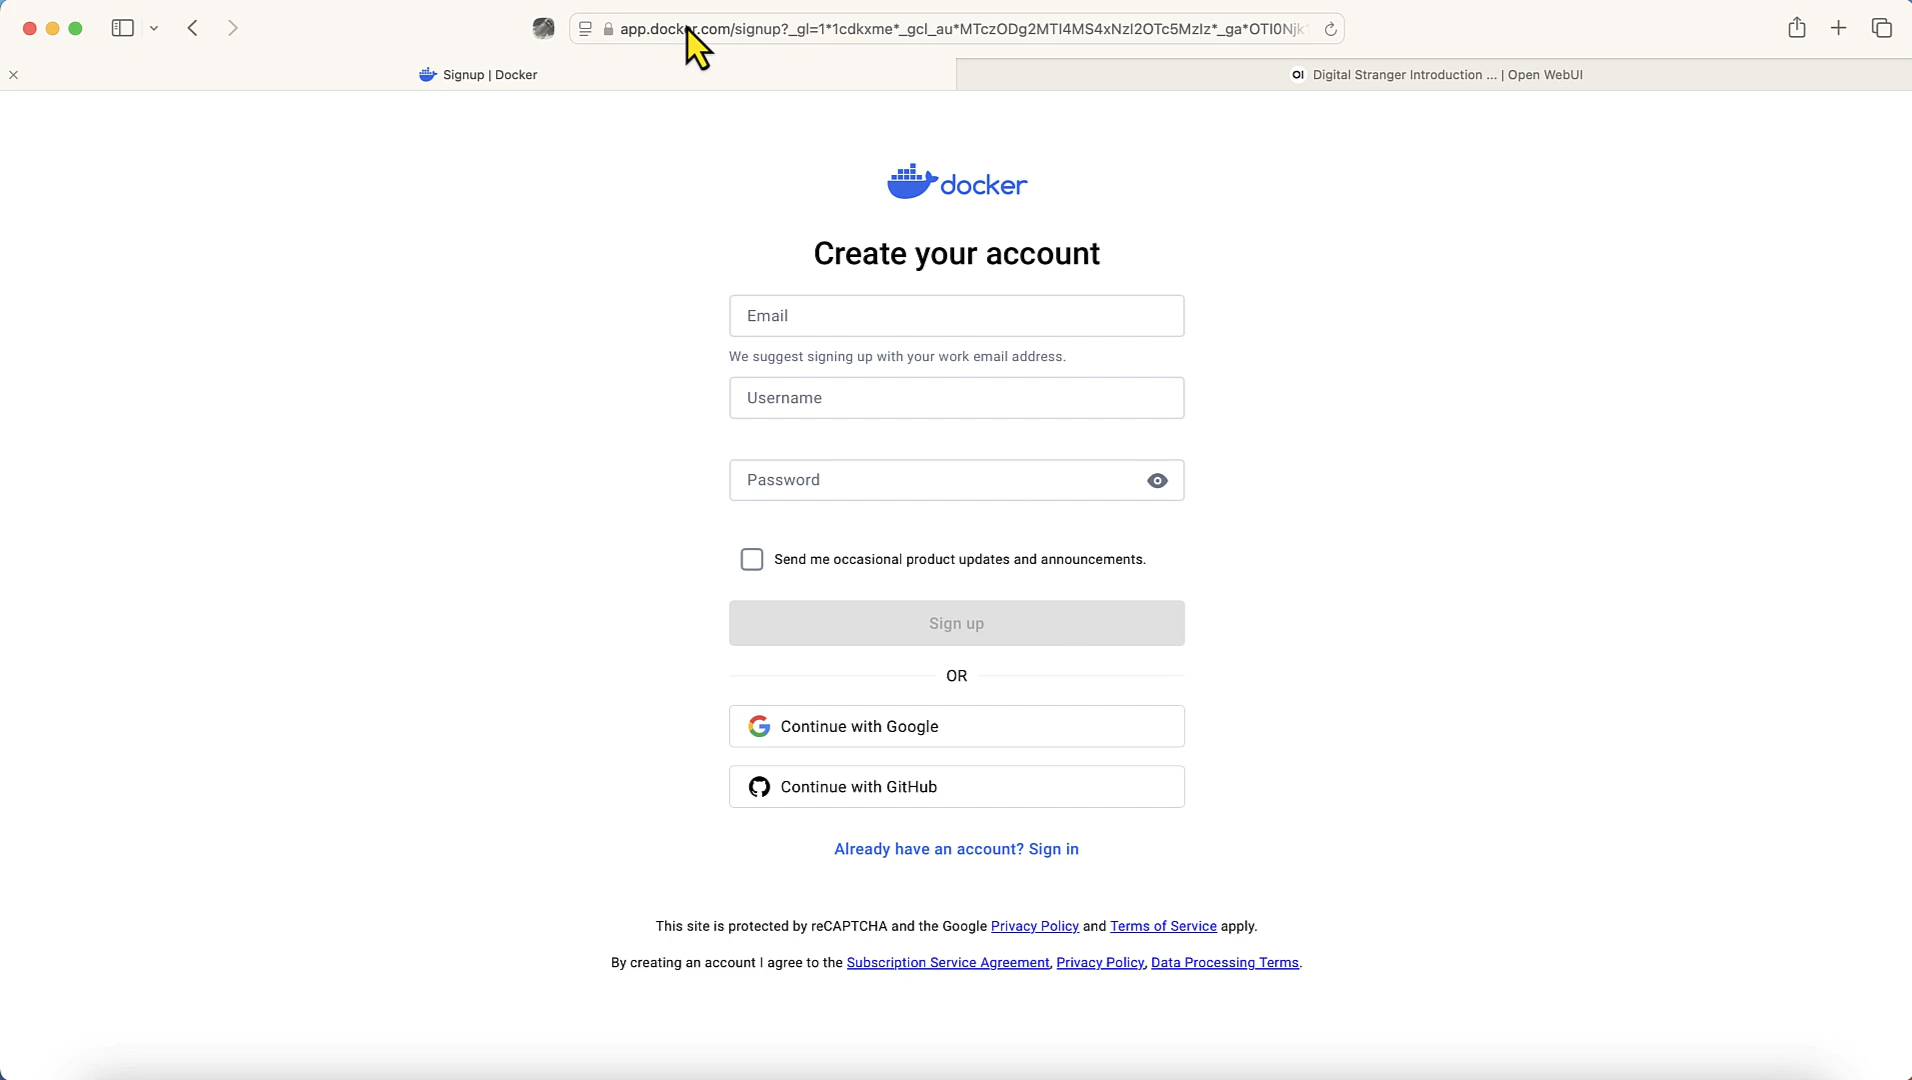 app.docker.com/signup?_gl=1*1cdkxme*_gcl_au*MTczODg2MTI4MS4xNzI2OTc5MzIz*_ga*OTI0Njk1
Signup | Docker
OI Digital Stranger Introduction ... | Open WebUI
docker
Create your account
Email
We suggest signing up with your work email address.
Username
Password
Send me occasional product updates and announcements.
Sign up
OR
Continue with Google
Continue with GitHub
Already have an account? Sign in
This site is protected by reCAPTCHA and the Google Privacy Policy and Terms of Service apply.
By creating an account I agree to the Subscription Service Agreement, Privacy Policy, Data Processing Terms.